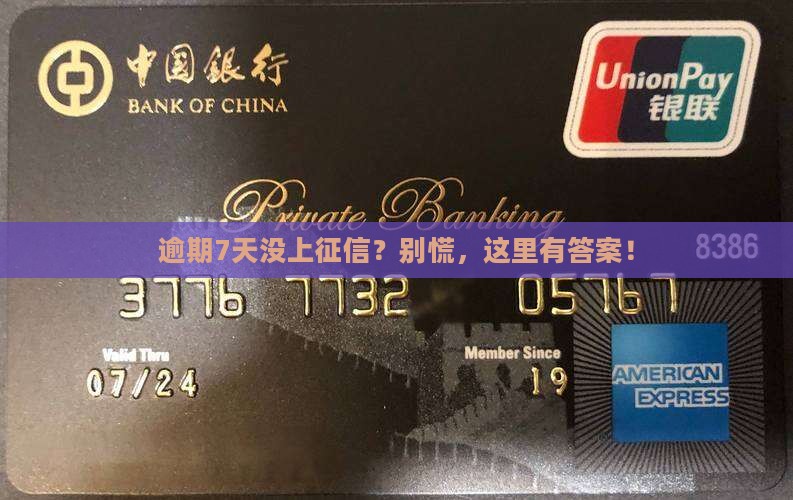 中国銀行
BANK OF CHINA
UnionPay
银联
Private Banking
逾期7天没上征信？别慌，这里有答案！
8386
3776 7732 05767
Valid Thru
Member Since
07/24
19
AMERICAN
EXPRESS